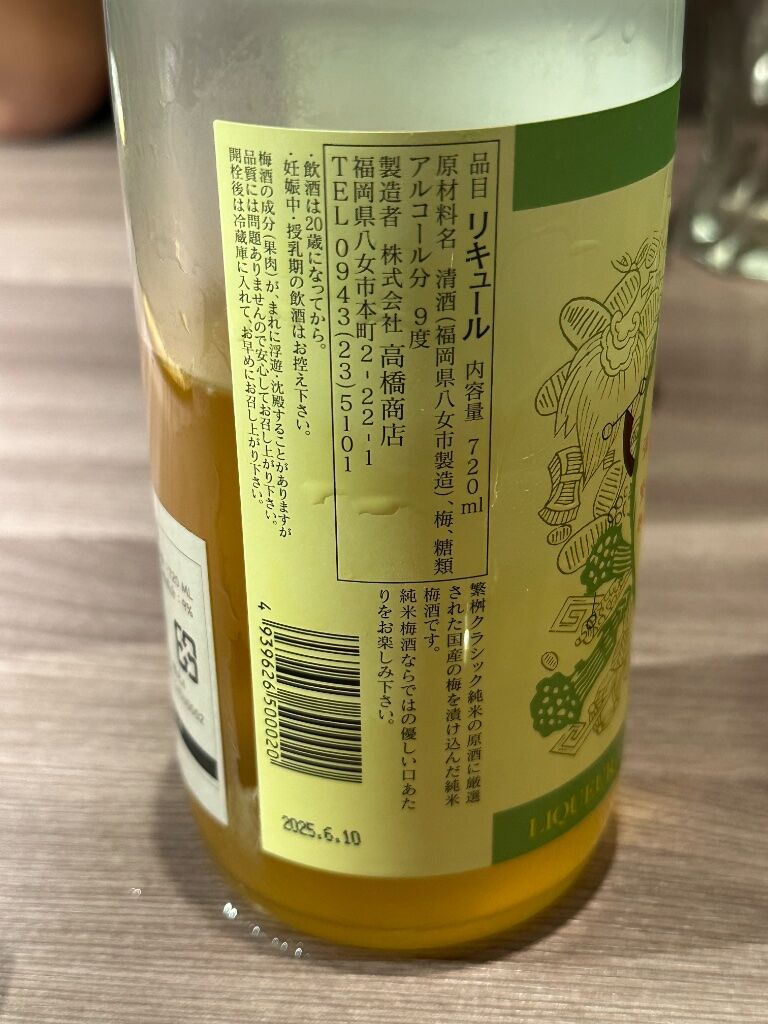 品目 リキュール 内容量 720ml
原材料名 清酒(福岡県八女市製造)、梅、糖類
アルコール分 9度
製造者 株式会社 高橋商店
福岡県八女市本町2-22-1
TEL 0943(23)5101
・飲酒は20歳になってから。
・妊娠中・授乳期の飲酒はお控え下さい。
梅酒の成分(果肉)が、まれに浮遊・沈殿することがありますが
品質には問題ありませんので安心してお召し上がり下さい。
開栓後は冷蔵庫に入れて、お早めにお召し上がり下さい。
繁桝クラシック純米の原酒に厳選
された国産の梅を漬け込んだ純米
梅酒です。
純米梅酒ならではの優しい口あた
りをお楽しみ下さい。
4 939626 500020
2025.6.10
LIQUEUR
720 ML
9%